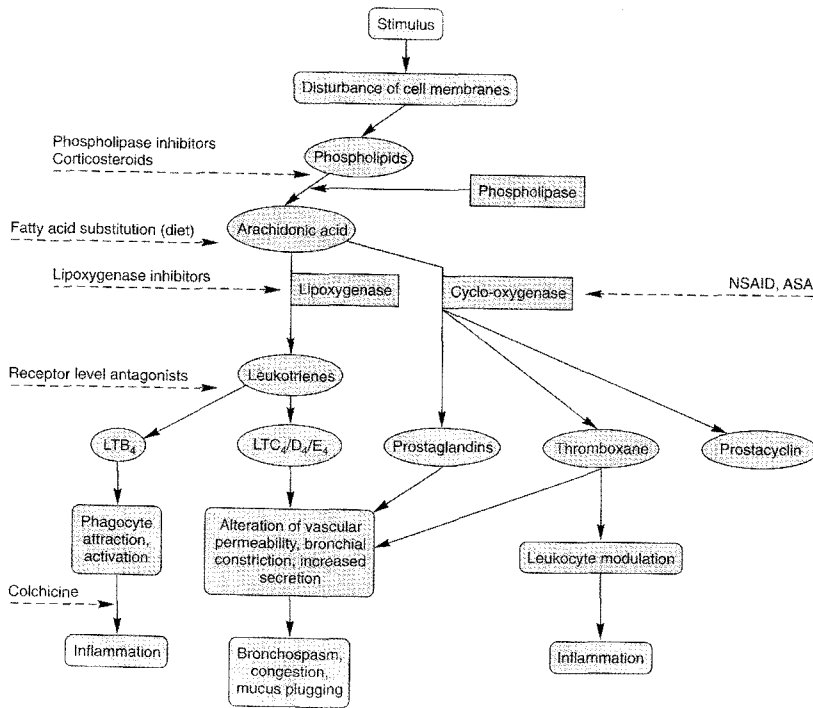 Stimulus
Disturbance of cell membranes
Phospholipase inhibitors
Corticosteroids
Phospholipids
Phospholipase
Fatty acid substitution (diet)
Arachidonic acid
Lipoxygenase inhibitors
Lipoxygenase
Cyclo-oxygenase
NSAID, ASA
Receptor level antagonists
Leukotrienes
LTB4
LTC4/D4/E4
Prostaglandins
Thromboxane
Prostacyclin
Phagocyte
attraction,
activation
Alteration of vascular
permeability, bronchial
constriction, increased
secretion
Leukocyte modulation
Colchicine
Inflammation
Bronchospasm,
congestion,
mucus plugging
Inflammation